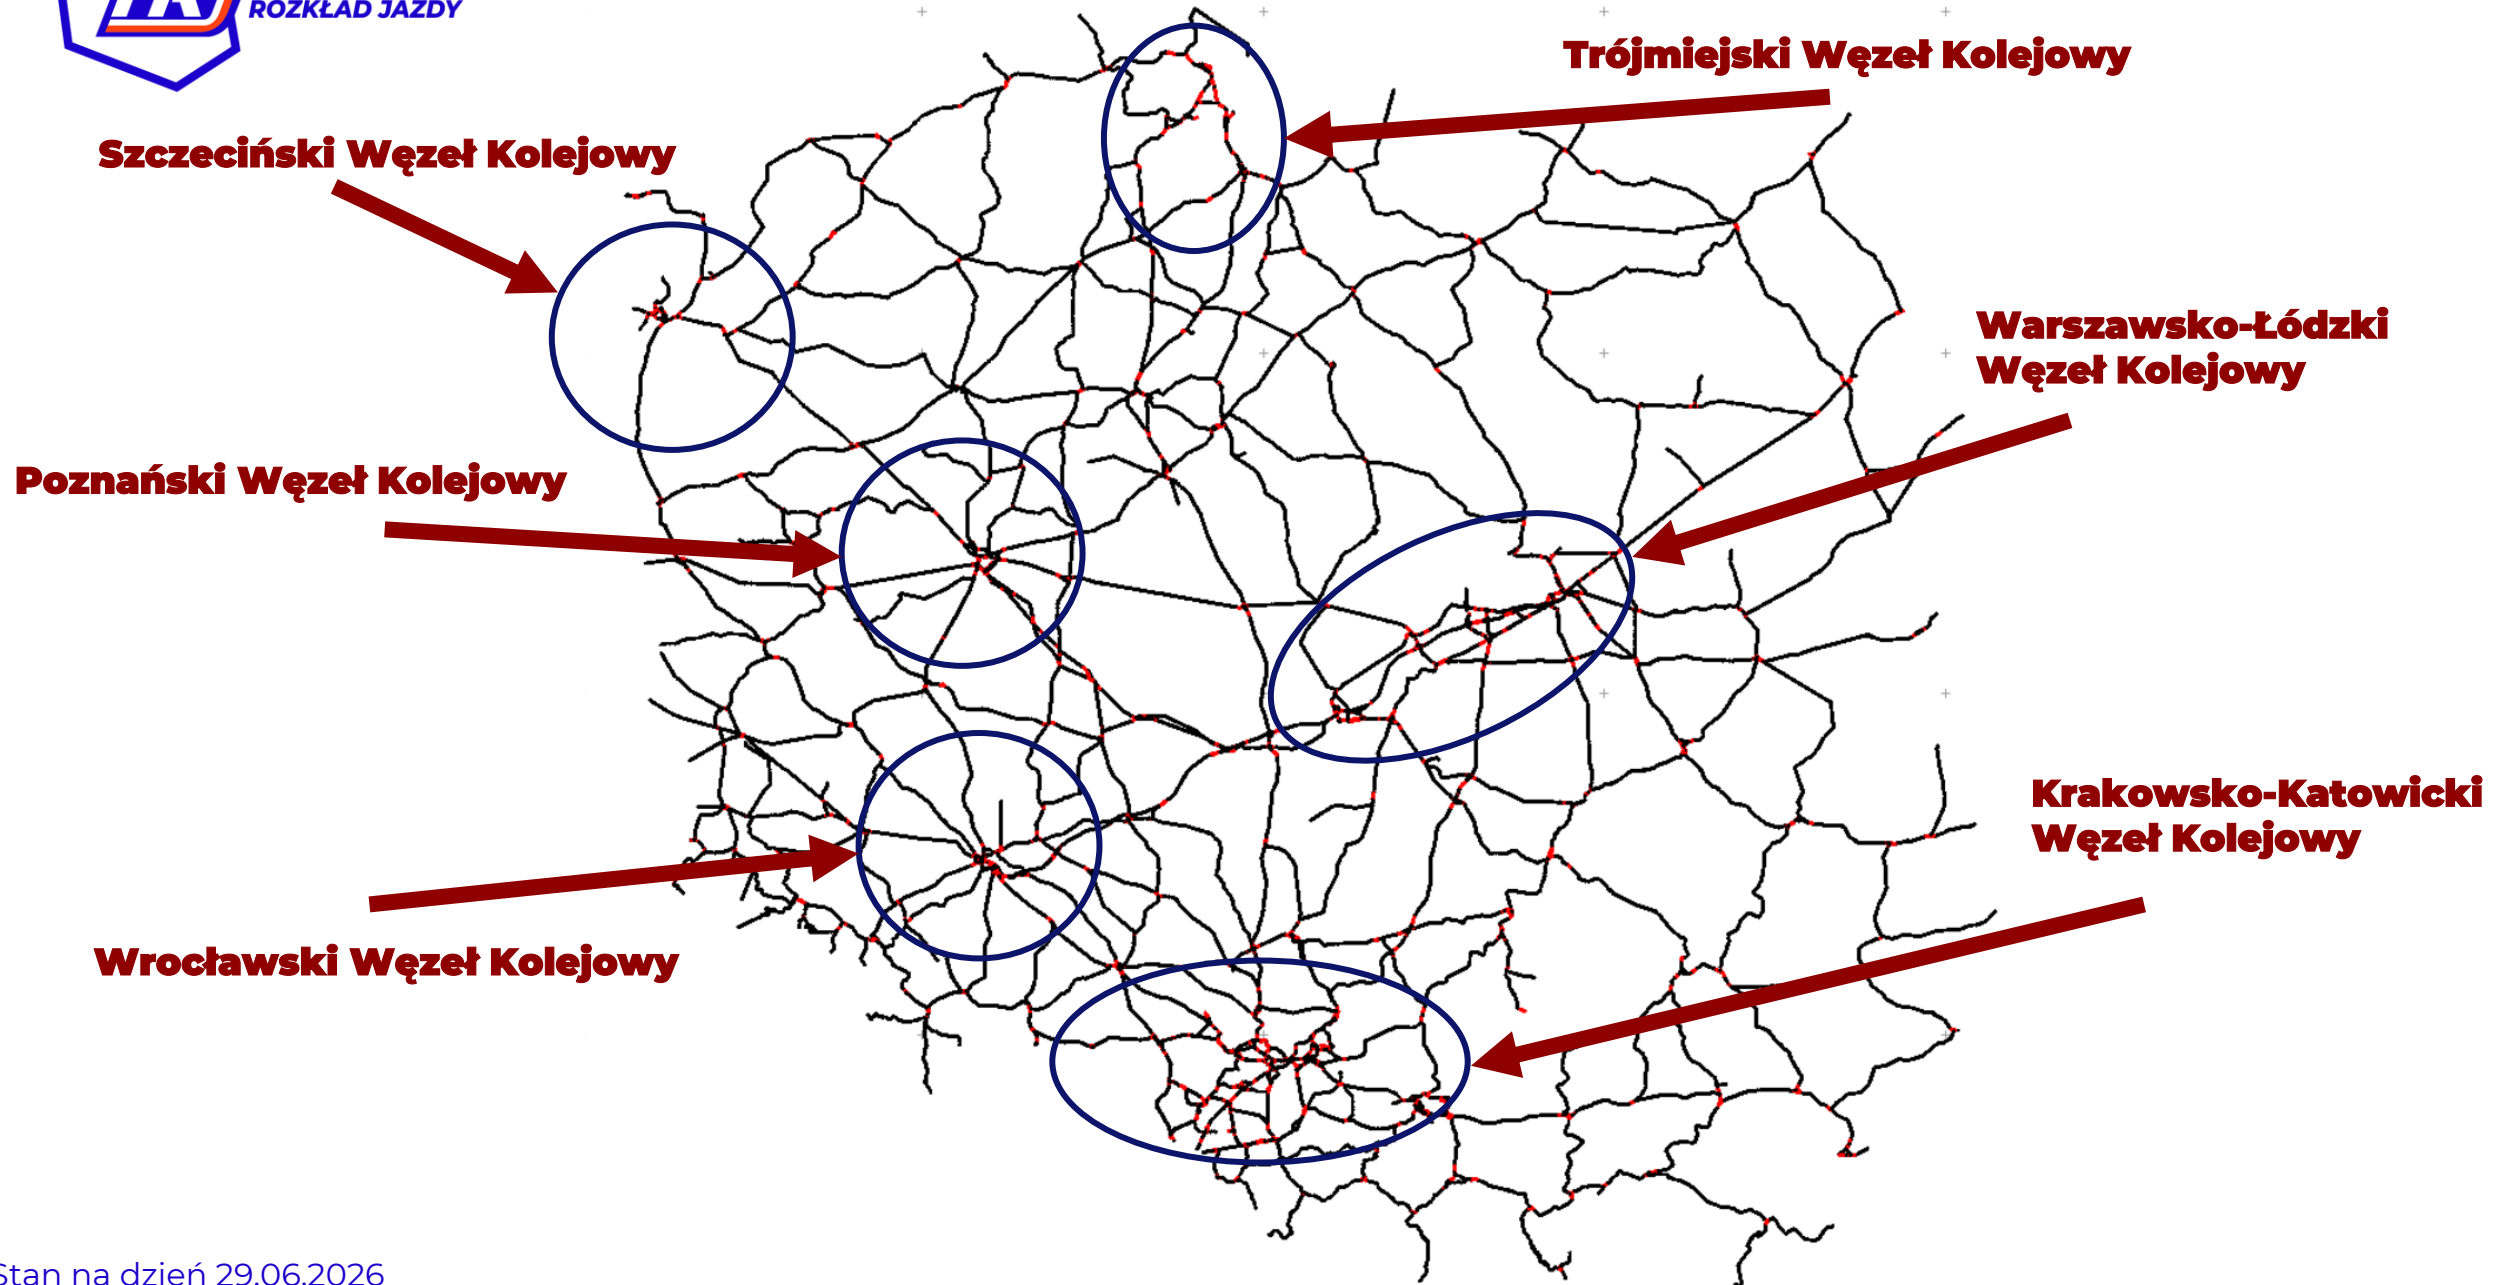 ROZKŁAD JAZDY
Trójmiejski Węzeł Kolejowy
Szczeciński Węzeł Kolejowy
Warszawsko-Łódzki
Węzeł Kolejowy
Poznański Węzeł Kolejowy
Krakowsko-Katowicki
Węzeł Kolejowy
Wrocławski Węzeł Kolejowy
Stan na dzień 29.06.2026